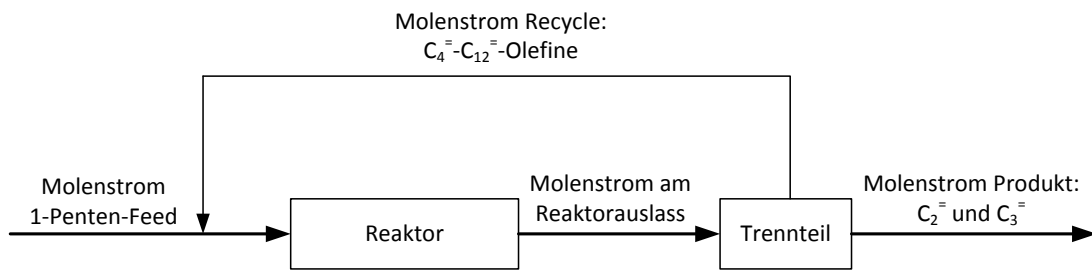 Molenstrom Recycle:
C₄⁼-C₁₂⁼-Olefine
Molenstrom
1-Penten-Feed
Reaktor
Molenstrom am
Reaktorauslass
Trennteil
Molenstrom Produkt:
C₂⁼ und C₃⁼